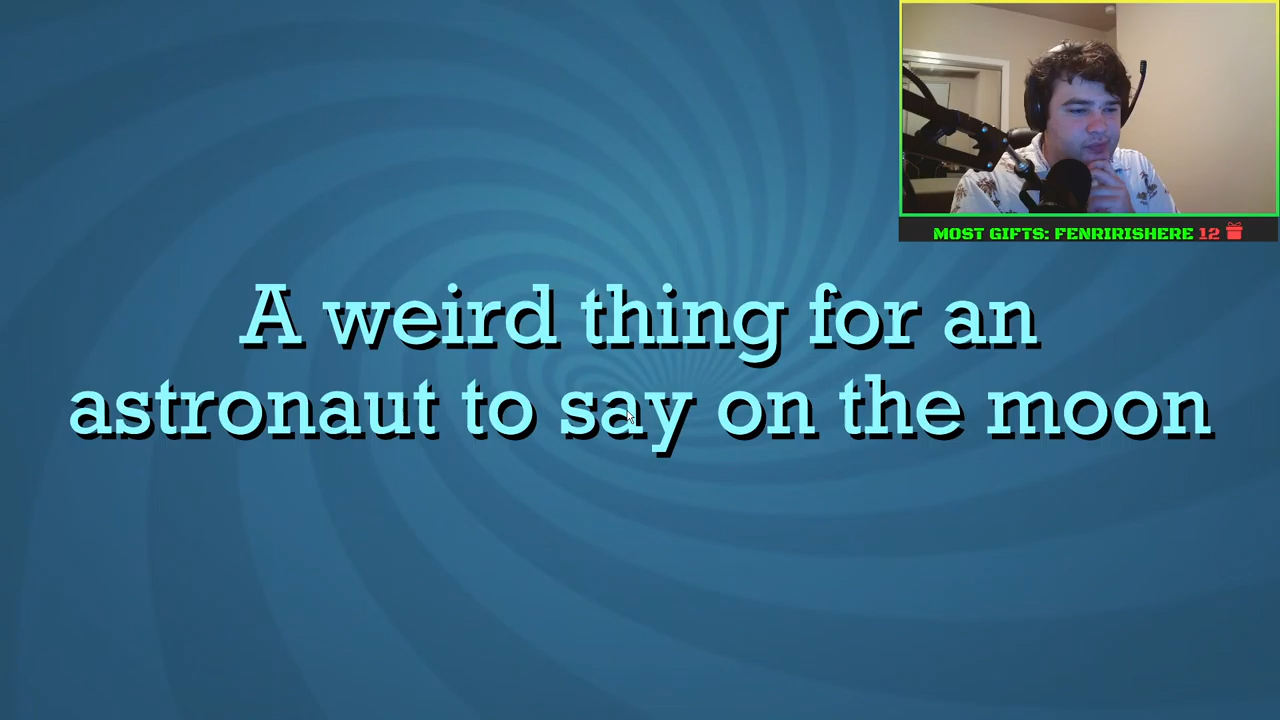 MOST GIFTS: FENRIRISHERE 12
A weird thing for an
astronaut to say on the moon